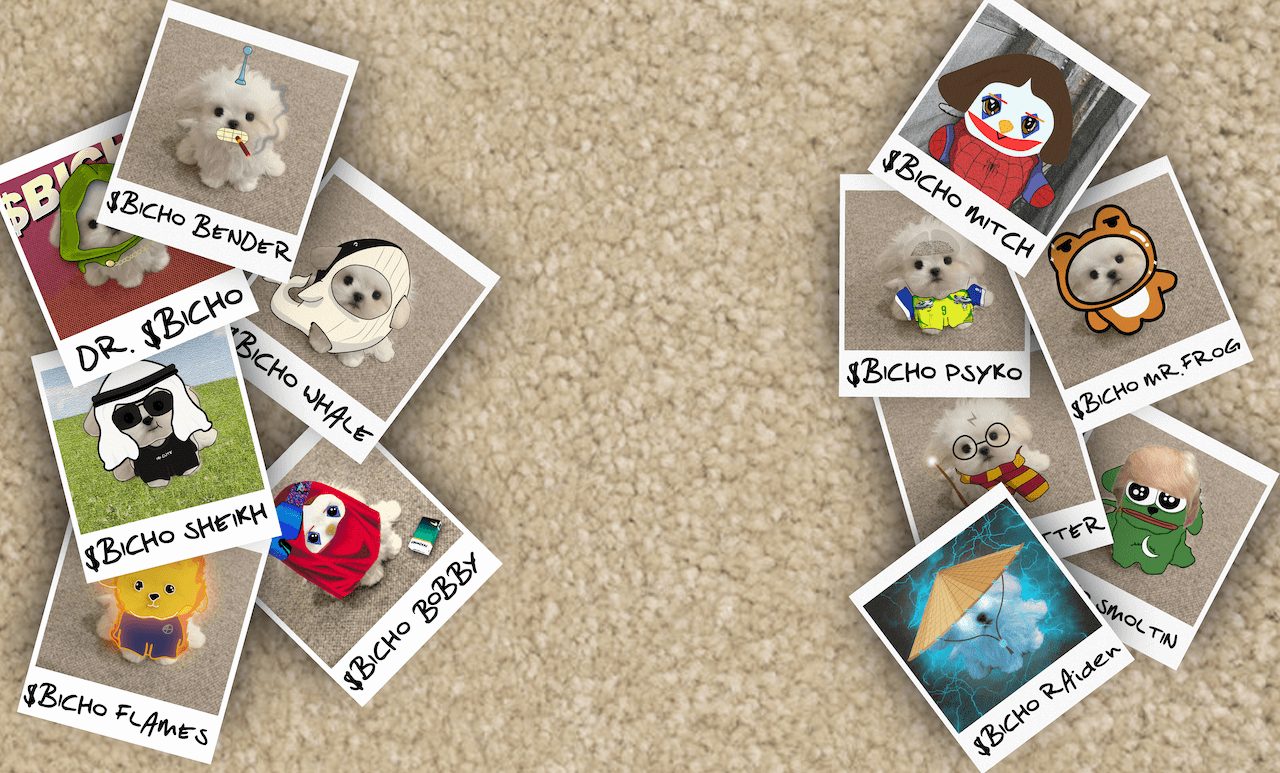 $BICHO BENDER
$BICH
DR. $BICHO
$BICHO WHALE
$BICHO SHEIKH
$BICHO BOBBY
$BICHO FLAMES
$BICHO MITCH
9
$BICHO PSYKO
$BICHO MR.FROG
TTER
SMOLTIN
$BICHO RAiden